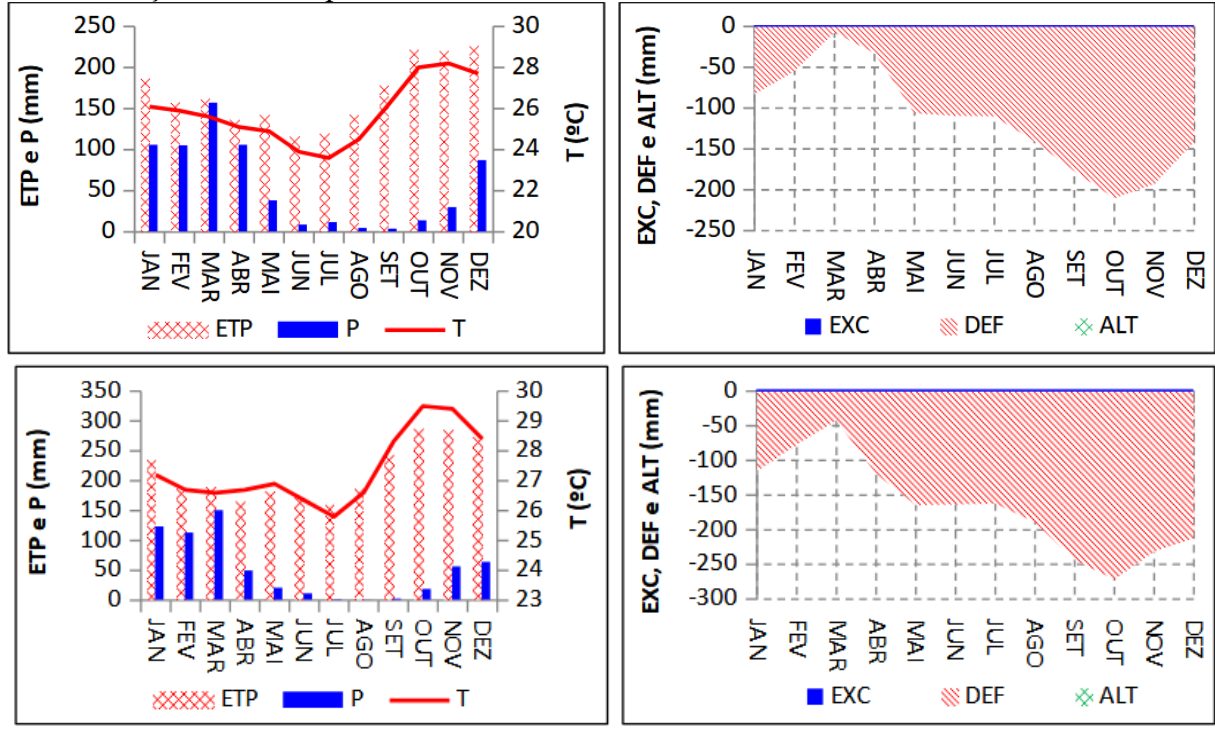 ETP e P (mm)
250
200
150
100
50
0
30
28
26
24
22
20
T (ºC)
JAN FEV MAR ABR MAI JUN JUL AGO SET OUT NOV DEZ
ETP P T
EXC, DEF e ALT (mm)
0
-50
-100
-150
-200
-250
JAN FEV MAR ABR MAI JUN JUL AGO SET OUT NOV DEZ
EXC DEF ALT
ETP e P (mm)
350
300
250
200
150
100
50
0
30
29
28
27
26
25
24
23
T (ºC)
JAN FEV MAR ABR MAI JUN JUL AGO SET OUT NOV DEZ
ETP P T
EXC, DEF e ALT (mm)
0
-50
-100
-150
-200
-250
-300
JAN FEV MAR ABR MAI JUN JUL AGO SET OUT NOV DEZ
EXC DEF ALT